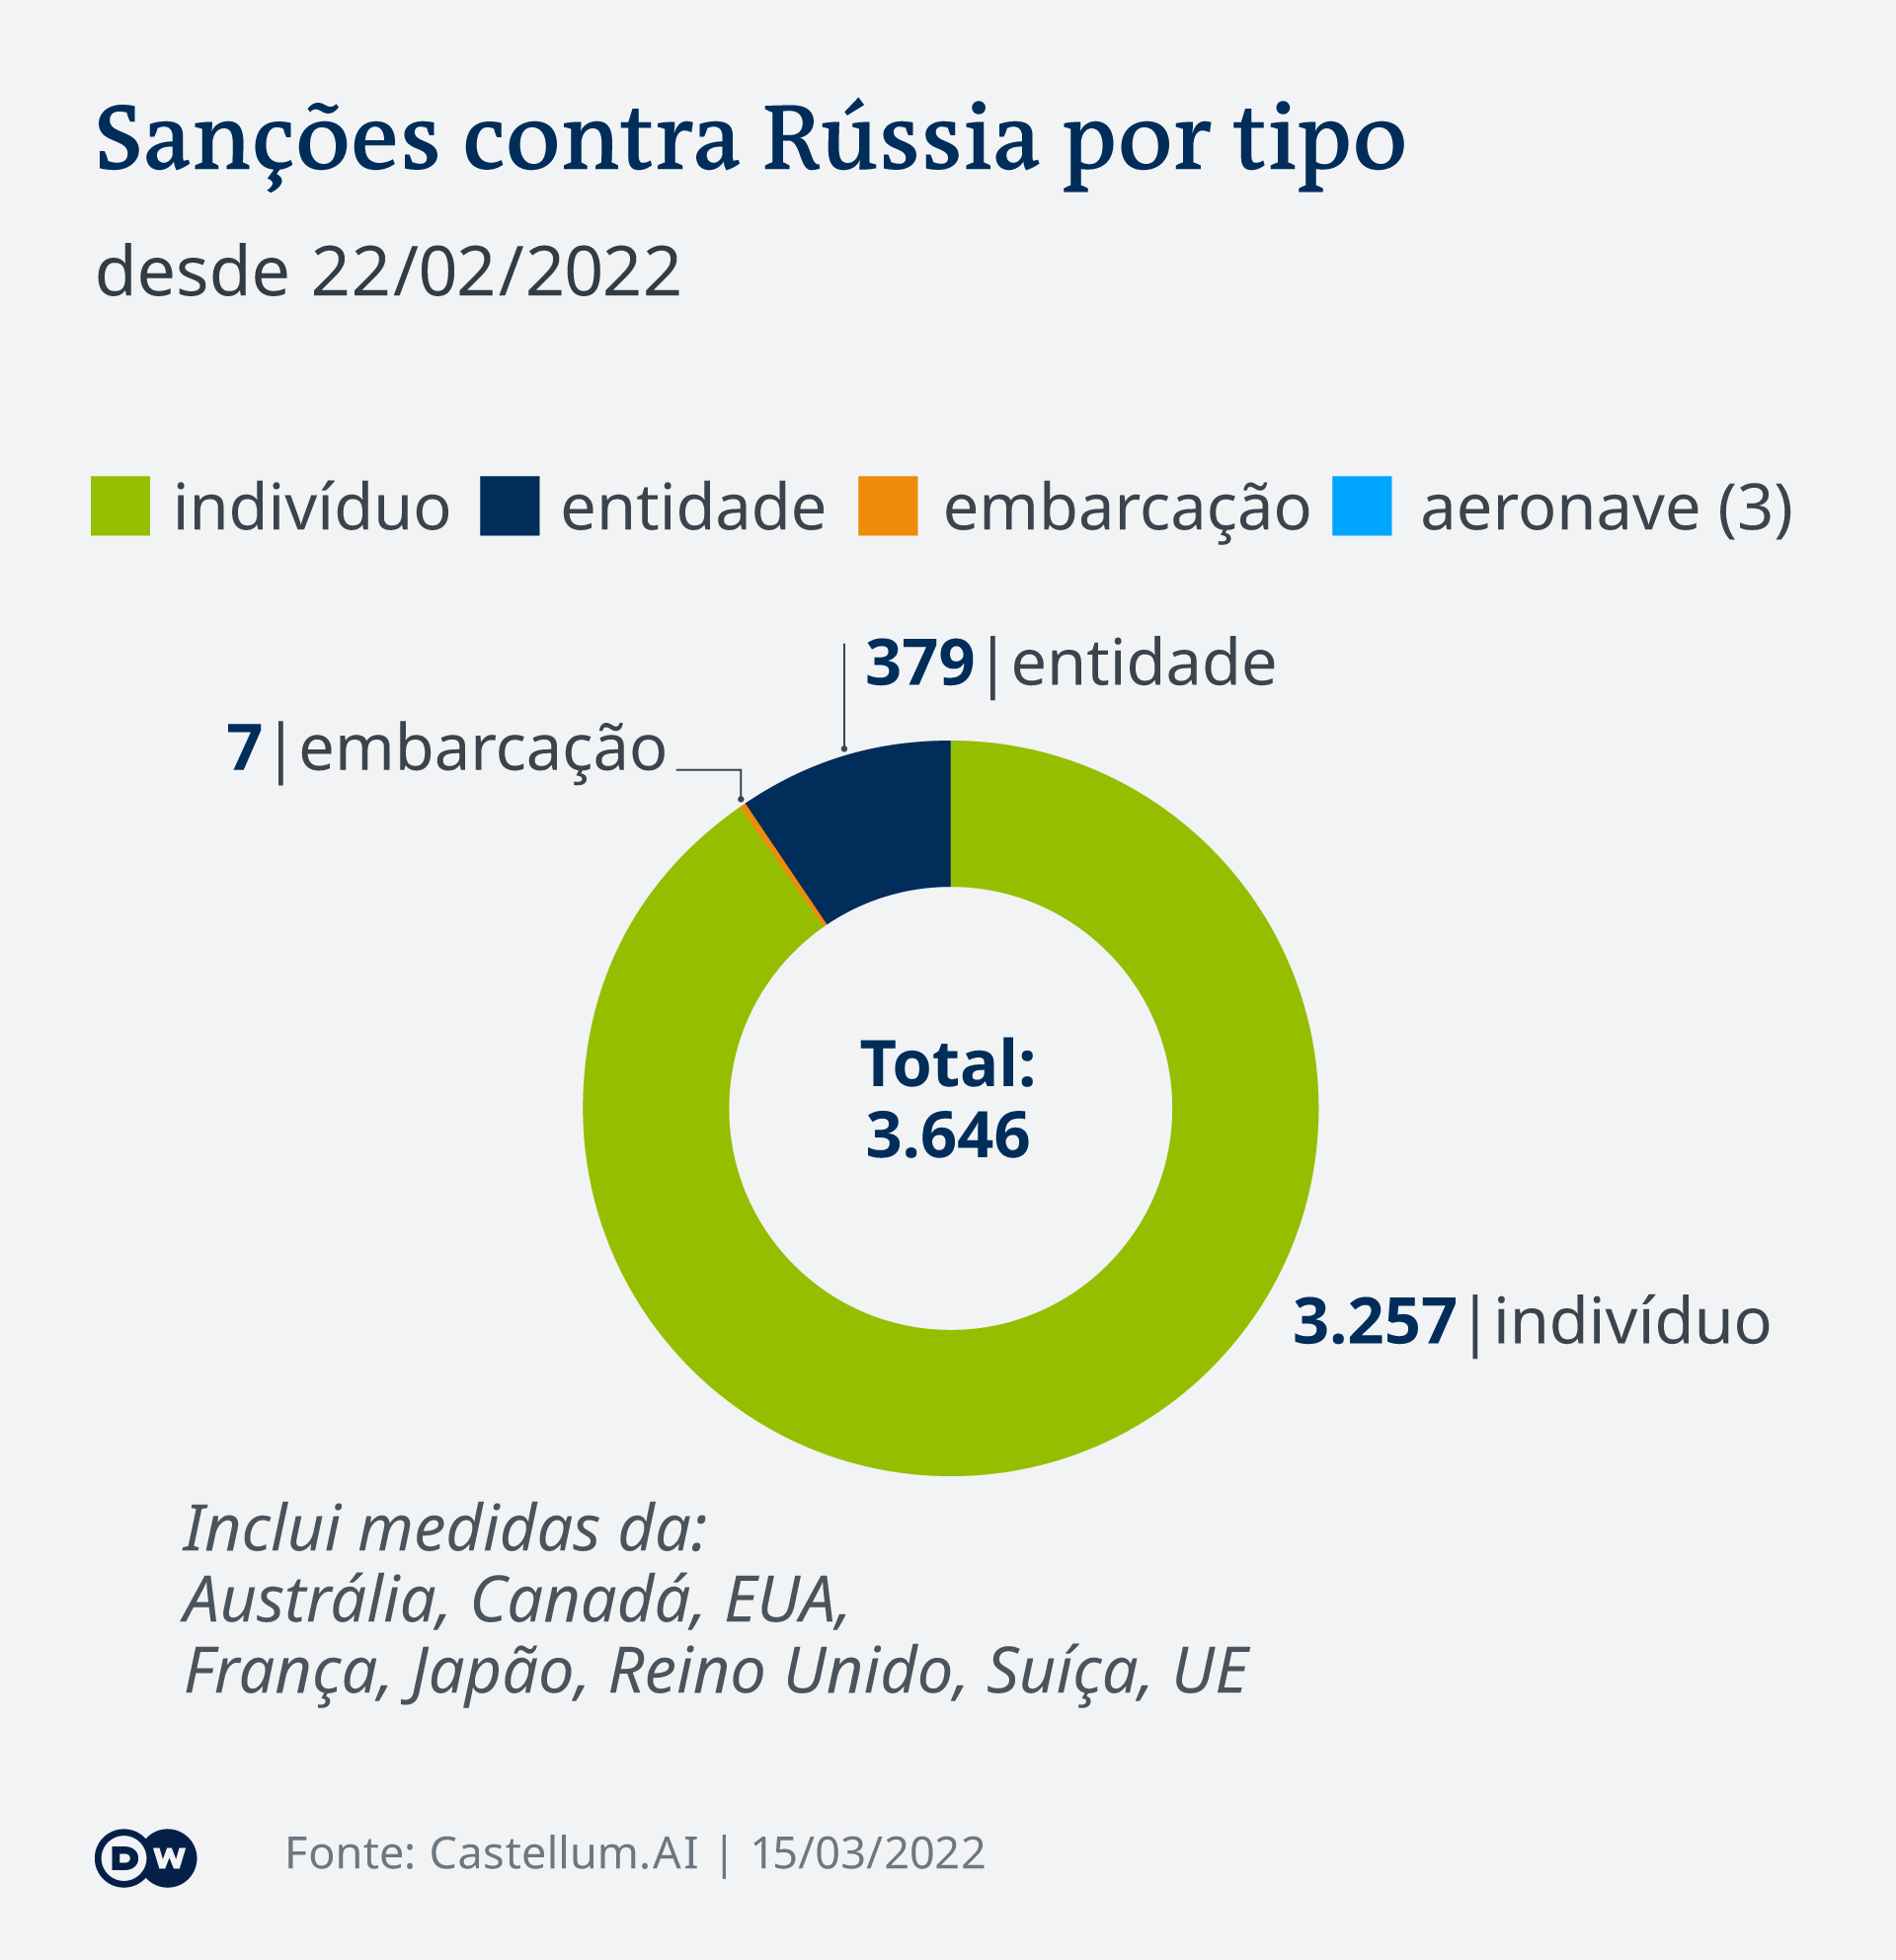 Sanções contra Rússia por tipo
desde 22/02/2022
indivíduo entidade embarcação aeronave (3)
379|entidade
7|embarcação
Total:
3.646
3.257|indivíduo
Inclui medidas da:
Austrália, Canadá, EUA,
França, Japão, Reino Unido, Suíça, UE
DW Fonte: Castellum.AI | 15/03/2022